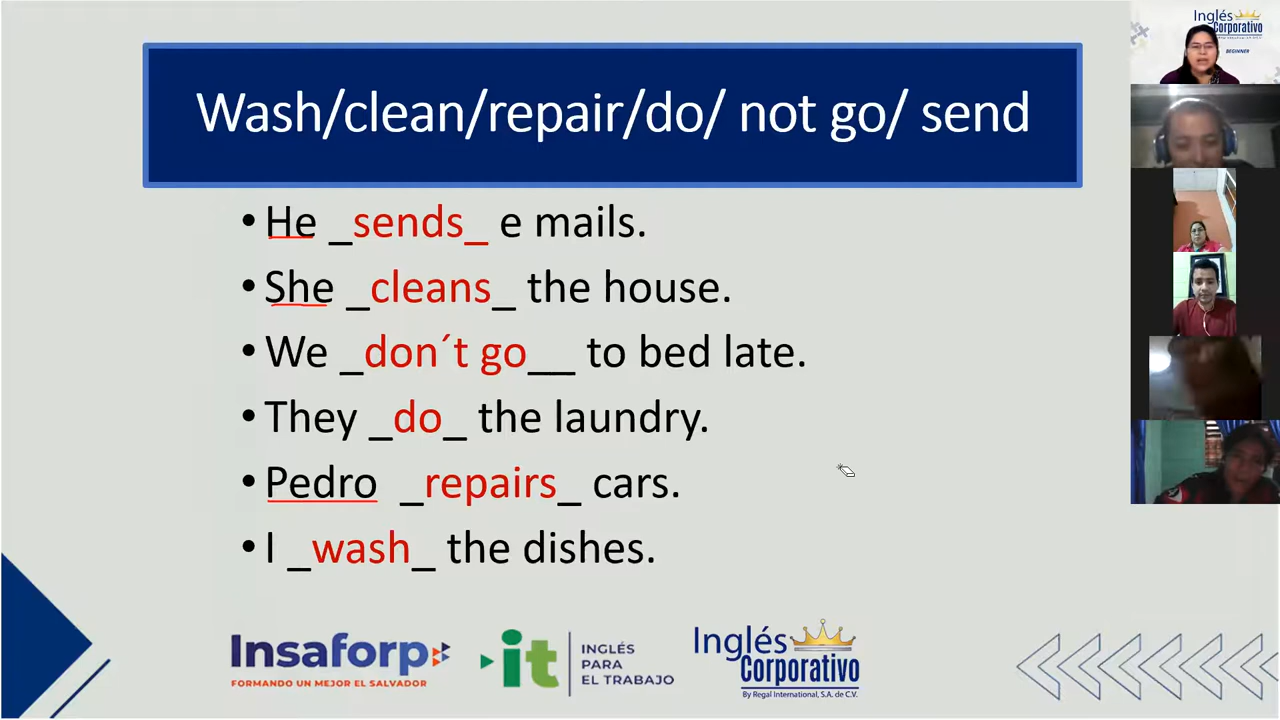 Wash/clean/repair/do/ not go/ send
• He _sends_ e mails.
• She _cleans_ the house.
• We _don´t go__ to bed late.
• They _do_ the laundry.
• Pedro _repairs_ cars.
• I _wash_ the dishes.
Insaforp
FORMANDO UN MEJOR EL SALVADOR
it
INGLÉS
PARA
EL TRABAJO
Inglés
Corporativo
By Regal International, S.A. de C.V.
Inglés
Corporativo
BEGINNER